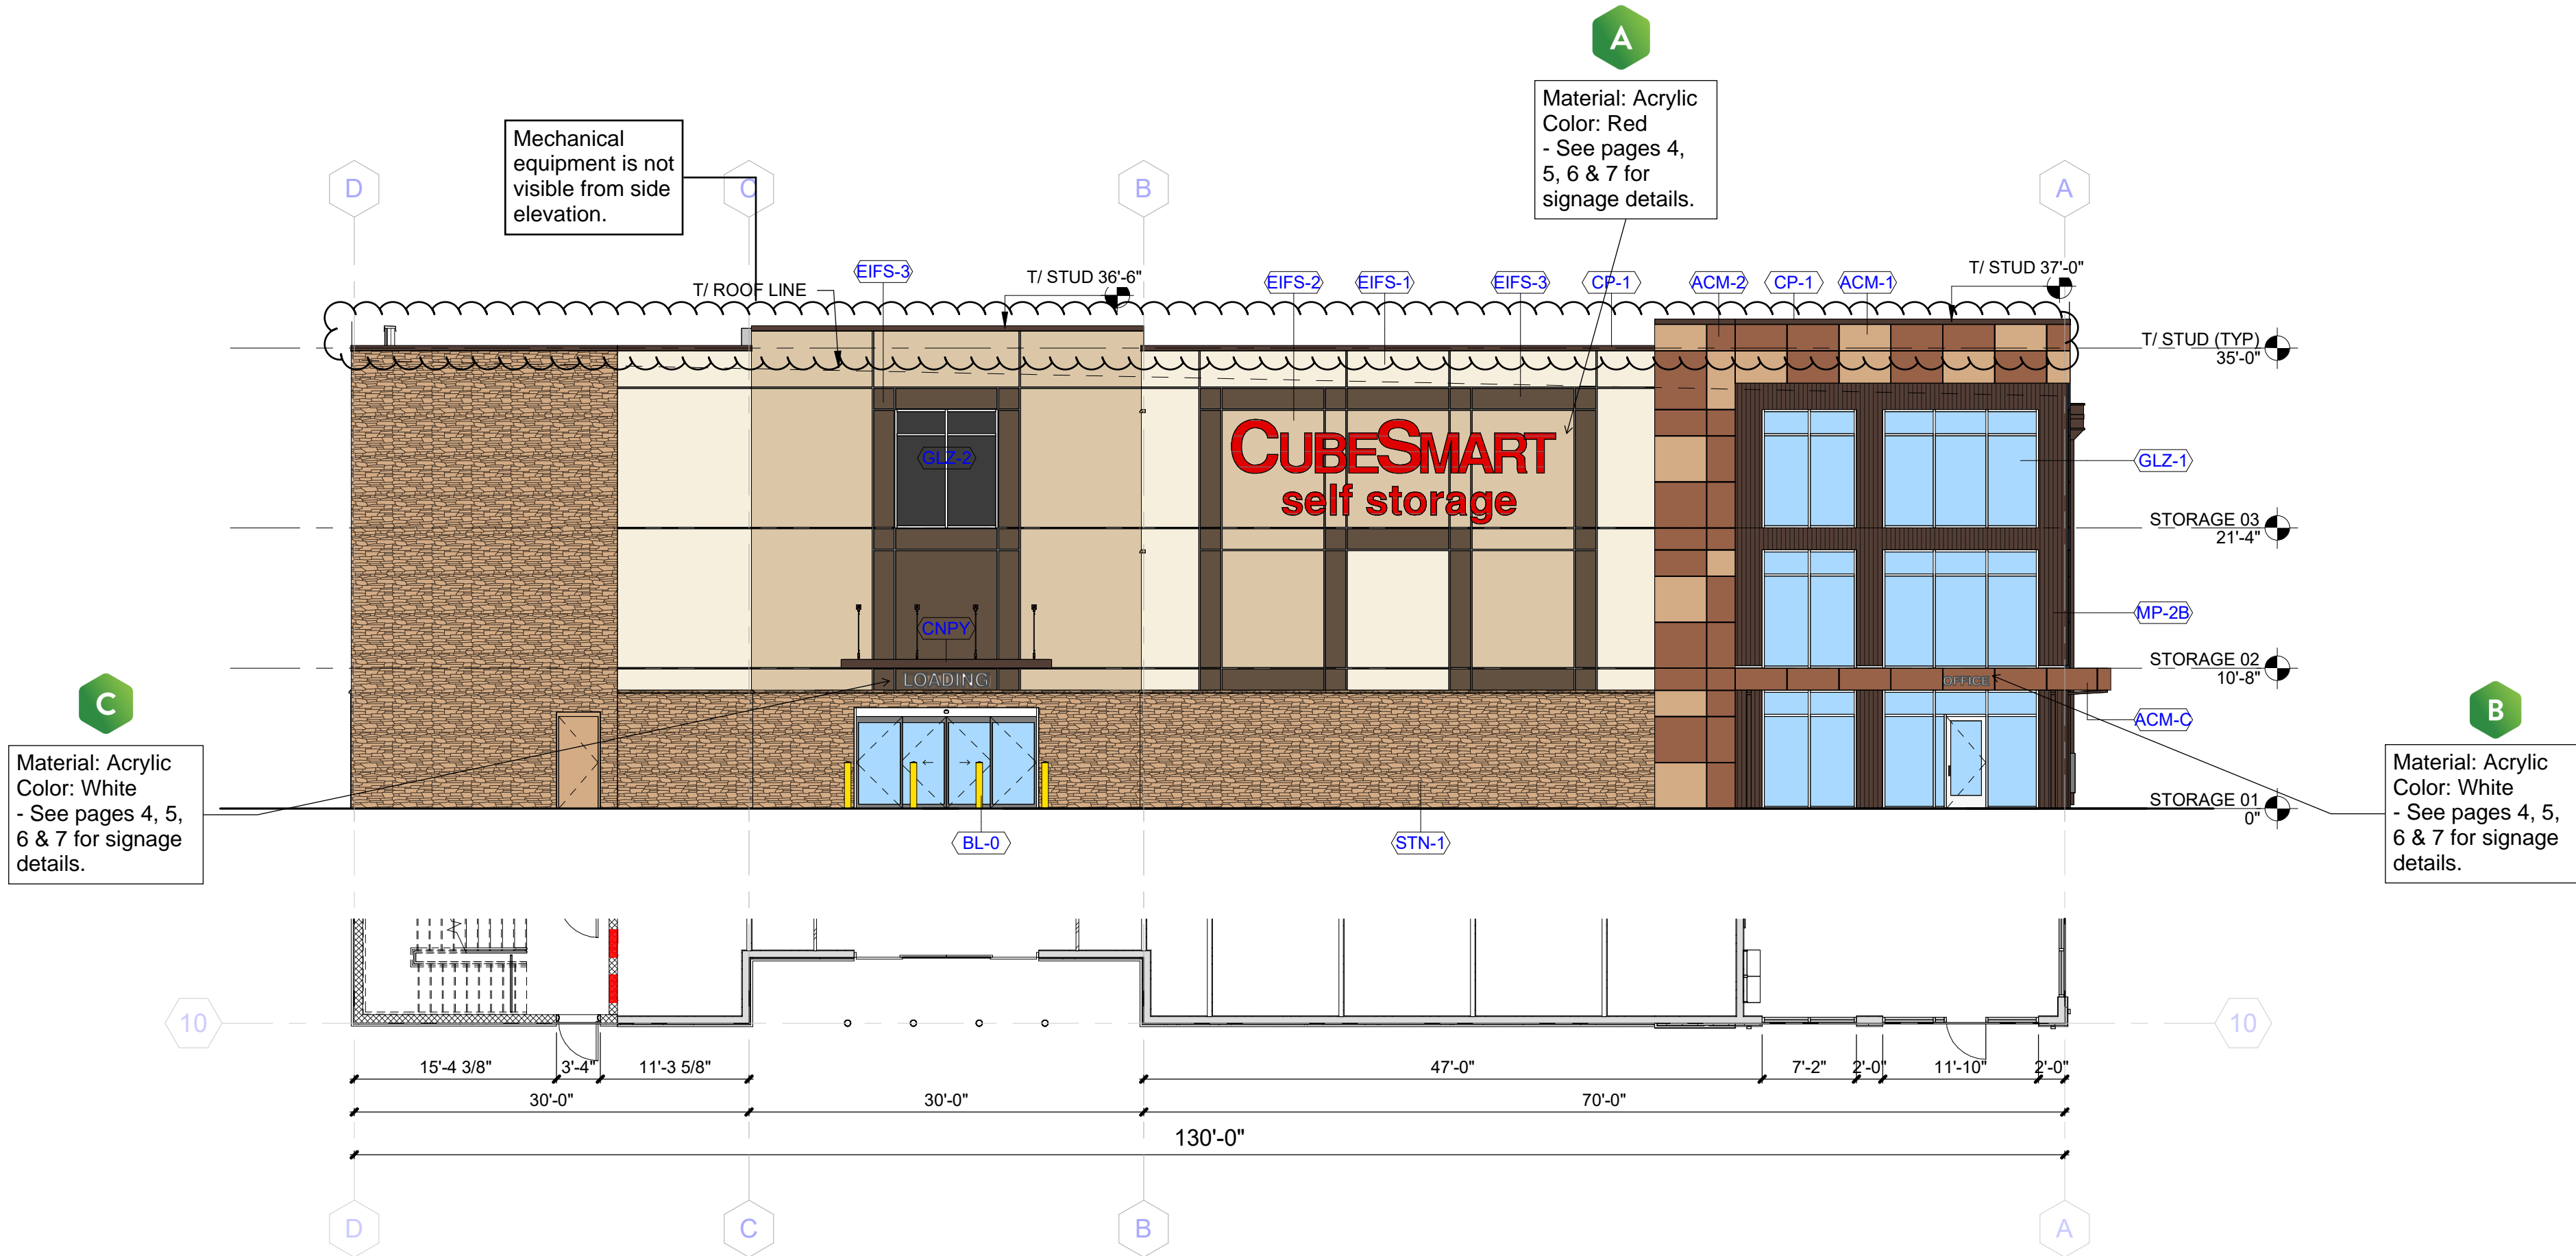 A
Material: Acrylic
Color: Red
- See pages 4,
5, 6 & 7 for
signage details.
Mechanical
equipment is not
visible from side
elevation.
D
C
B
A
T/ ROOF LINE
EIFS-3
T/ STUD 36'-6"
EIFS-2
EIFS-1
EIFS-3
CP-1
ACM-2
CP-1
ACM-1
T/ STUD 37'-0"
T/ STUD (TYP)
35'-0"
CUBESMART
self storage
GLZ-2
GLZ-1
STORAGE 03
21'-4"
CNPY
MP-2B
STORAGE 02
10'-8"
LOADING
OFFICE
ACM-C
C
Material: Acrylic
Color: White
- See pages 4, 5,
6 & 7 for signage
details.
B
Material: Acrylic
Color: White
- See pages 4, 5,
6 & 7 for signage
details.
STORAGE 01
0"
BL-0
STN-1
10
10
15'-4 3/8"
3'-4"
11'-3 5/8"
47'-0"
7'-2"
2'-0"
11'-10"
2'-0"
30'-0"
30'-0"
70'-0"
130'-0"
D
C
B
A